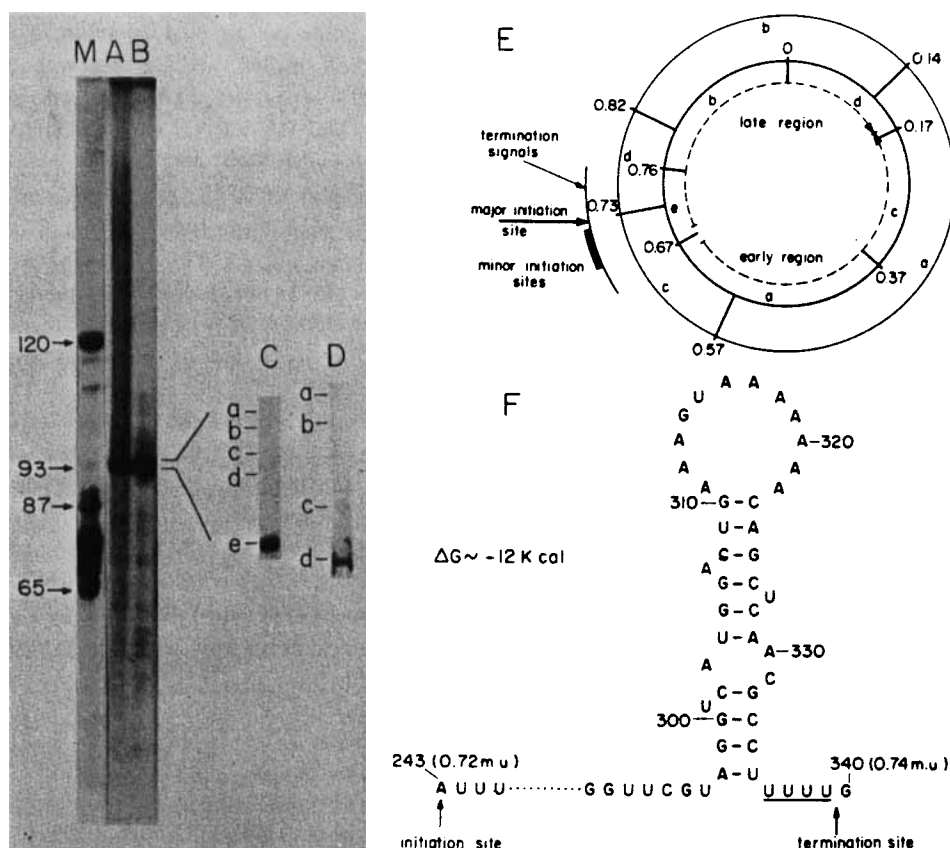 M A B
120
93
87
65
C
a
b
c
d
e
D
a
b
c
d
E
b
0
0.14
b
d
late region
0.82
0.17
termination
signals
d
0.76
major initiation
site
0.73
e
c
0.67
minor initiation
sites
early region
a
c
a
0.37
0.57
F
A A
U A
G A
A A–320
A A
A A
310–G – C
U – A
C – G
A
G – C
U
G – C
U – A
A–330
A
C
C – G
U
300–G – C
G – C
A – U
ΔG ~ -12 K cal
243 (0.72 m u)
340 (0.74 m.u)
A U U U ........ G G U U C G U
U U U U G
initiation site
termination site